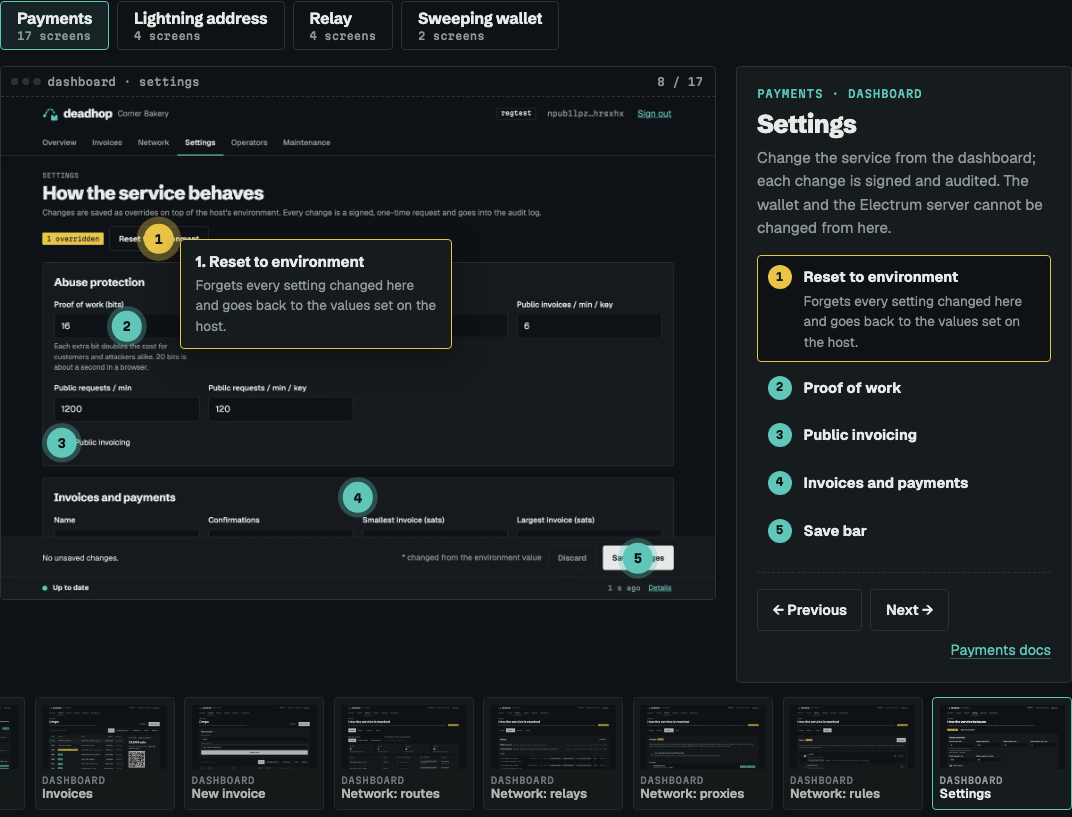 Payments
17 screens
Lightning address
4 screens
Relay
4 screens
Sweeping wallet
2 screens
dashboard · settings
8 / 17
deadhop Corner Bakery
regtest
npub1lpz…hrsxhx
Sign out
Overview
Invoices
Network
Settings
Operators
Maintenance
SETTINGS
How the service behaves
Changes are saved as overrides on top of the host's environment. Every change is a signed, one-time request and goes into the audit log.
1 overridden
1
1. Reset to environment
Forgets every setting changed here
and goes back to the values set on the
host.
Abuse protection
Proof of work (bits)
16
2
Each extra bit doubles the cost for
customers and attackers alike. 20 bits is
about a second in a browser.
Public invoices / min / key
6
Public requests / min
1200
Public requests / min / key
120
3
Public invoicing
Invoices and payments
4
Name
Confirmations
Smallest invoice (sats)
Largest invoice (sats)
No unsaved changes.
* changed from the environment value
Discard
5
Up to date
1 s ago
Details
PAYMENTS · DASHBOARD
Settings
Change the service from the dashboard;
each change is signed and audited. The
wallet and the Electrum server cannot be
changed from here.
1
Reset to environment
Forgets every setting changed here
and goes back to the values set on
the host.
2
Proof of work
3
Public invoicing
4
Invoices and payments
5
Save bar
← Previous
Next →
Payments docs
DASHBOARD
Invoices
DASHBOARD
New invoice
DASHBOARD
Network: routes
DASHBOARD
Network: relays
DASHBOARD
Network: proxies
DASHBOARD
Network: rules
DASHBOARD
Settings